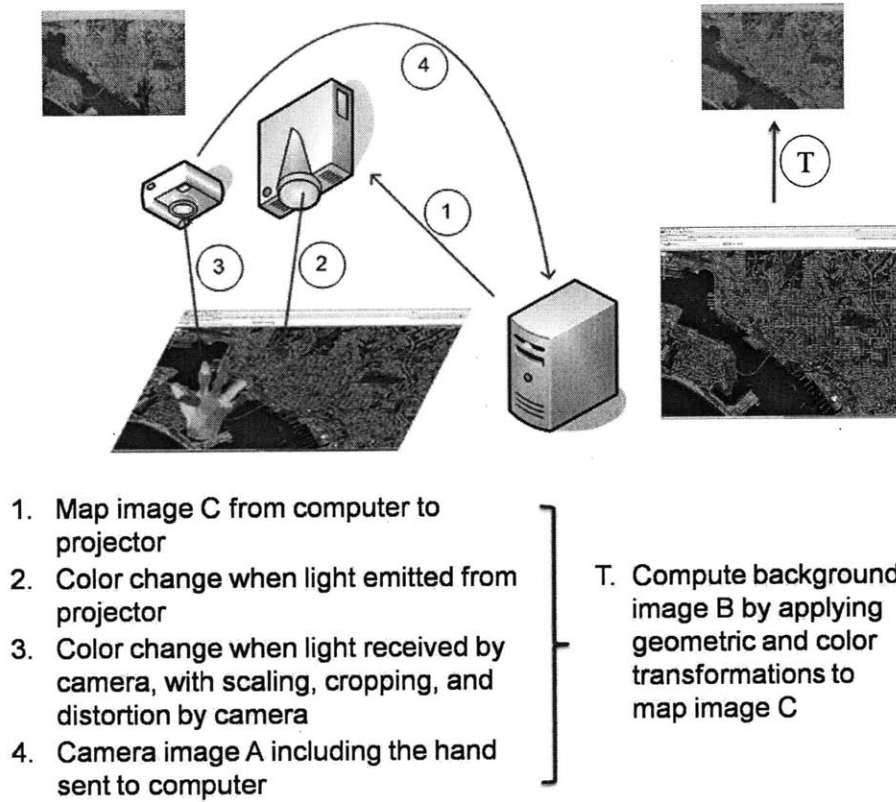 4
1
T
3
2
1. Map image C from computer to
projector
2. Color change when light emitted from
projector
3. Color change when light received by
camera, with scaling, cropping, and
distortion by camera
4. Camera image A including the hand
sent to computer
T. Compute background
image B by applying
geometric and color
transformations to
map image C